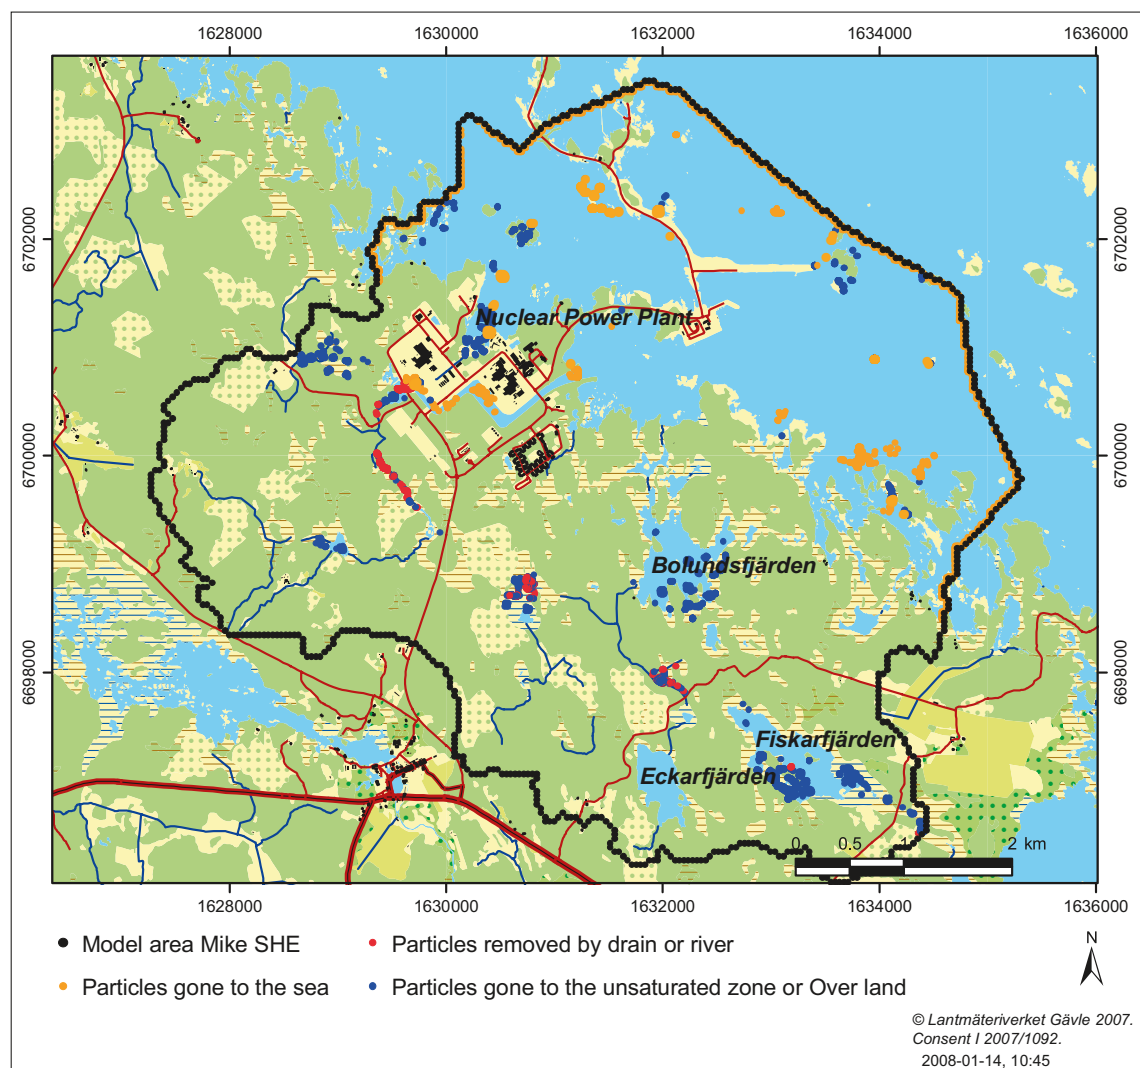 1628000 1630000 1632000 1634000 1636000
6702000 6702000
Nuclear Power Plant
6700000 6700000
Bolundsfjärden
6698000 6698000
Fiskarfjärden
Eckarfjärden
0 0.5 1 2 km
1628000 1630000 1632000 1634000 1636000
Model area Mike SHE Particles removed by drain or river
Particles gone to the sea Particles gone to the unsaturated zone or Over land
N
© Lantmäteriverket Gävle 2007.
Consent I 2007/1092.
2008-01-14, 10:45